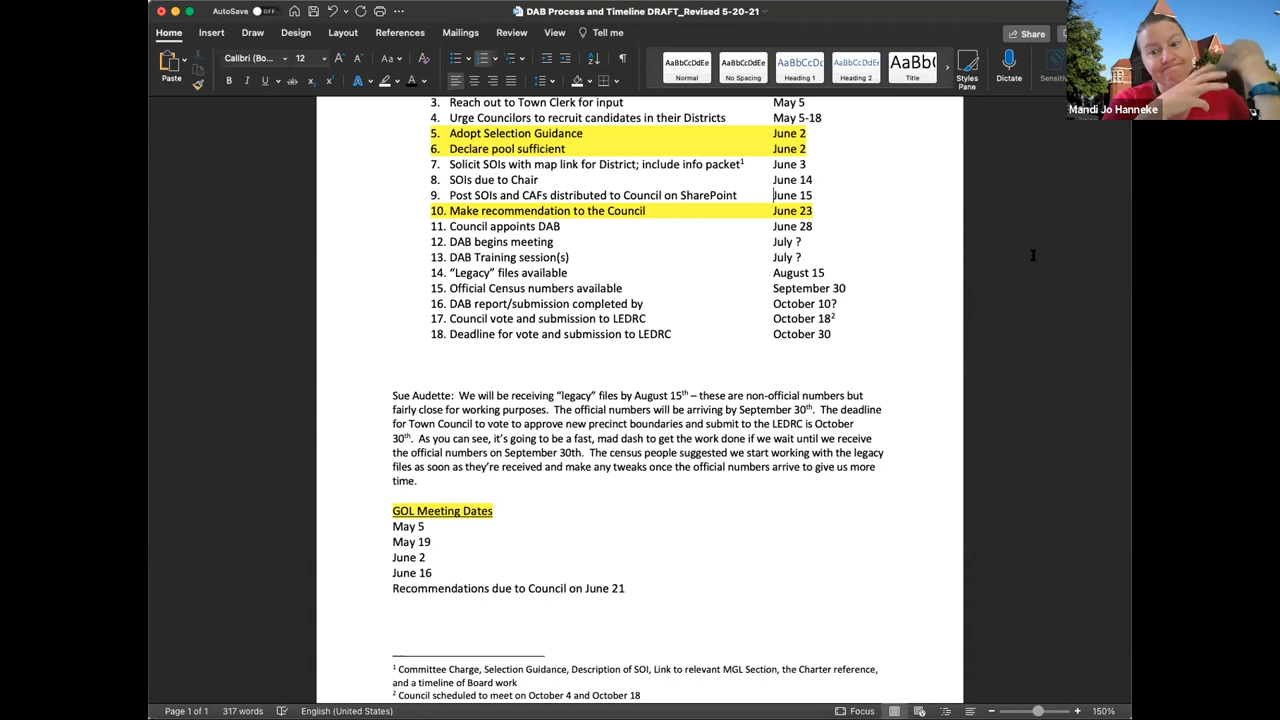 AutoSave OFF
DAB Process and Timeline DRAFT_Revised 5-20-21
Home Insert Draw Design Layout References Mailings Review View Tell me
Share
Paste
Calibri (Bo... 12
AaBbCcDdEe AaBbCcDdEe AaBbCcDc AaBbCcDdEe AaBb(
Normal No Spacing Heading 1 Heading 2 Title
Styles Pane
Dictate
Mandi Jo Hanneke
3. Reach out to Town Clerk for input May 5
4. Urge Councilors to recruit candidates in their Districts May 5-18
5. Adopt Selection Guidance June 2
6. Declare pool sufficient June 2
7. Solicit SOIs with map link for District; include info packet1 June 3
8. SOIs due to Chair June 14
9. Post SOIs and CAFs distributed to Council on SharePoint June 15
10. Make recommendation to the Council June 23
11. Council appoints DAB June 28
12. DAB begins meeting July ?
13. DAB Training session(s) July ?
14. “Legacy” files available August 15
15. Official Census numbers available September 30
16. DAB report/submission completed by October 10?
17. Council vote and submission to LEDRC October 182
18. Deadline for vote and submission to LEDRC October 30
Sue Audette: We will be receiving “legacy” files by August 15th – these are non-official numbers but
fairly close for working purposes. The official numbers will be arriving by September 30th. The deadline
for Town Council to vote to approve new precinct boundaries and submit to the LEDRC is October
30th. As you can see, it’s going to be a fast, mad dash to get the work done if we wait until we receive
the official numbers on September 30th. The census people suggested we start working with the legacy
files as soon as they’re received and make any tweaks once the official numbers arrive to give us more
time.
GOL Meeting Dates
May 5
May 19
June 2
June 16
Recommendations due to Council on June 21
1 Committee Charge, Selection Guidance, Description of SOI, Link to relevant MGL Section, the Charter reference,
and a timeline of Board work
2 Council scheduled to meet on October 4 and October 18
Page 1 of 1 317 words English (United States) Focus 150%